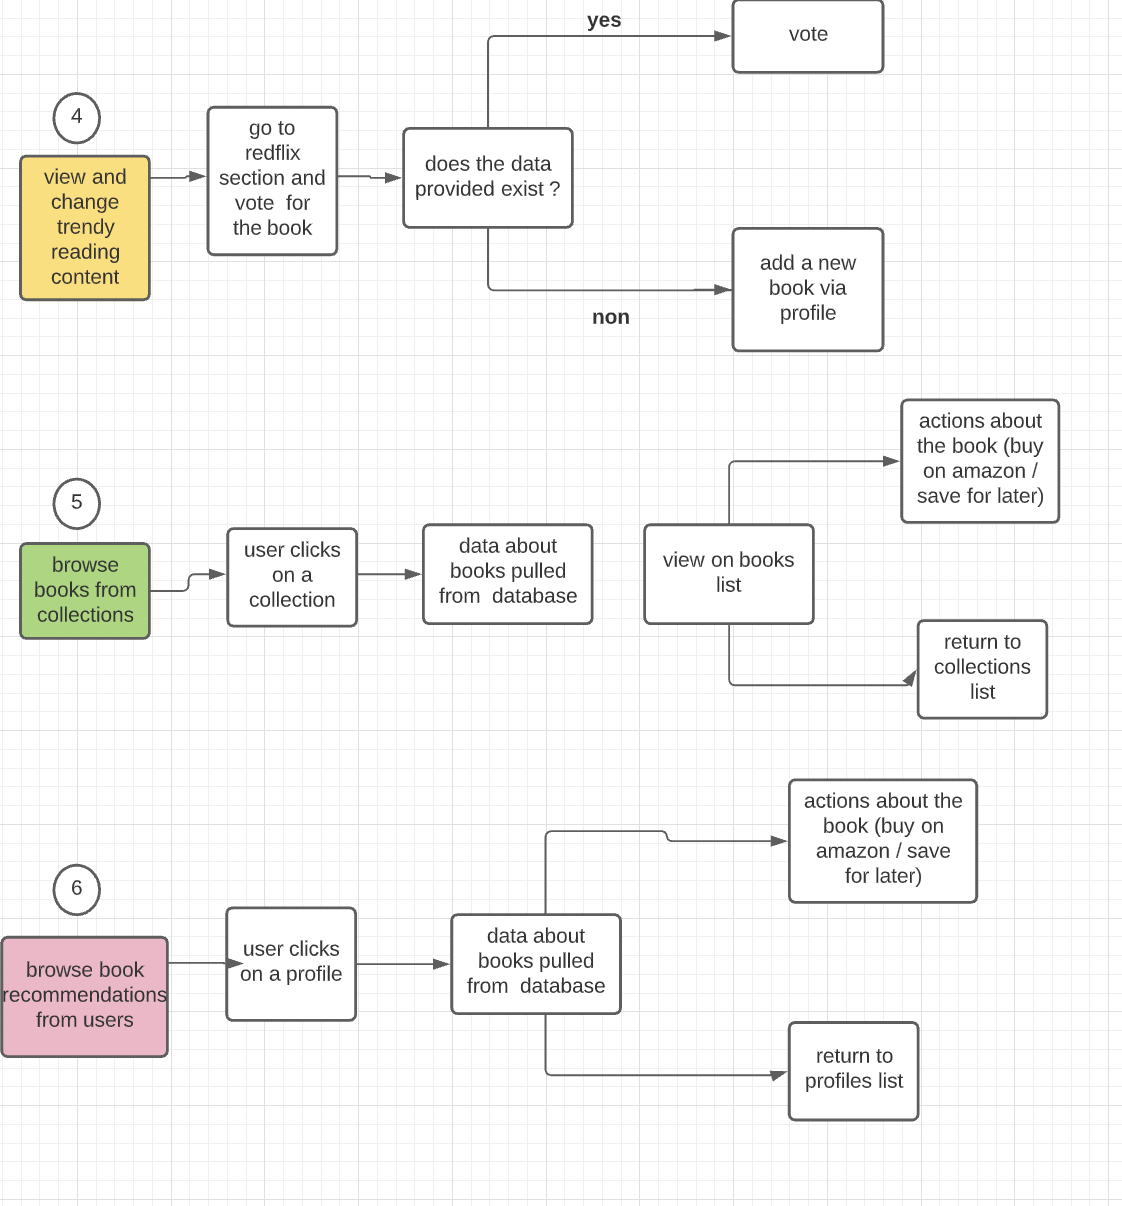 yes
vote
4
view and
change
trendy
reading
content
go to
redflix
section and
vote for
the book
does the data
provided exist ?
add a new
book via
profile
non
5
browse
books from
collections
user clicks
on a
collection
data about
books pulled
from database
view on books
list
actions about
the book (buy
on amazon /
save for later)
return to
collections
list
6
browse book
recommendations
from users
user clicks
on a profile
data about
books pulled
from database
actions about the
book (buy on
amazon / save
for later)
return to
profiles list